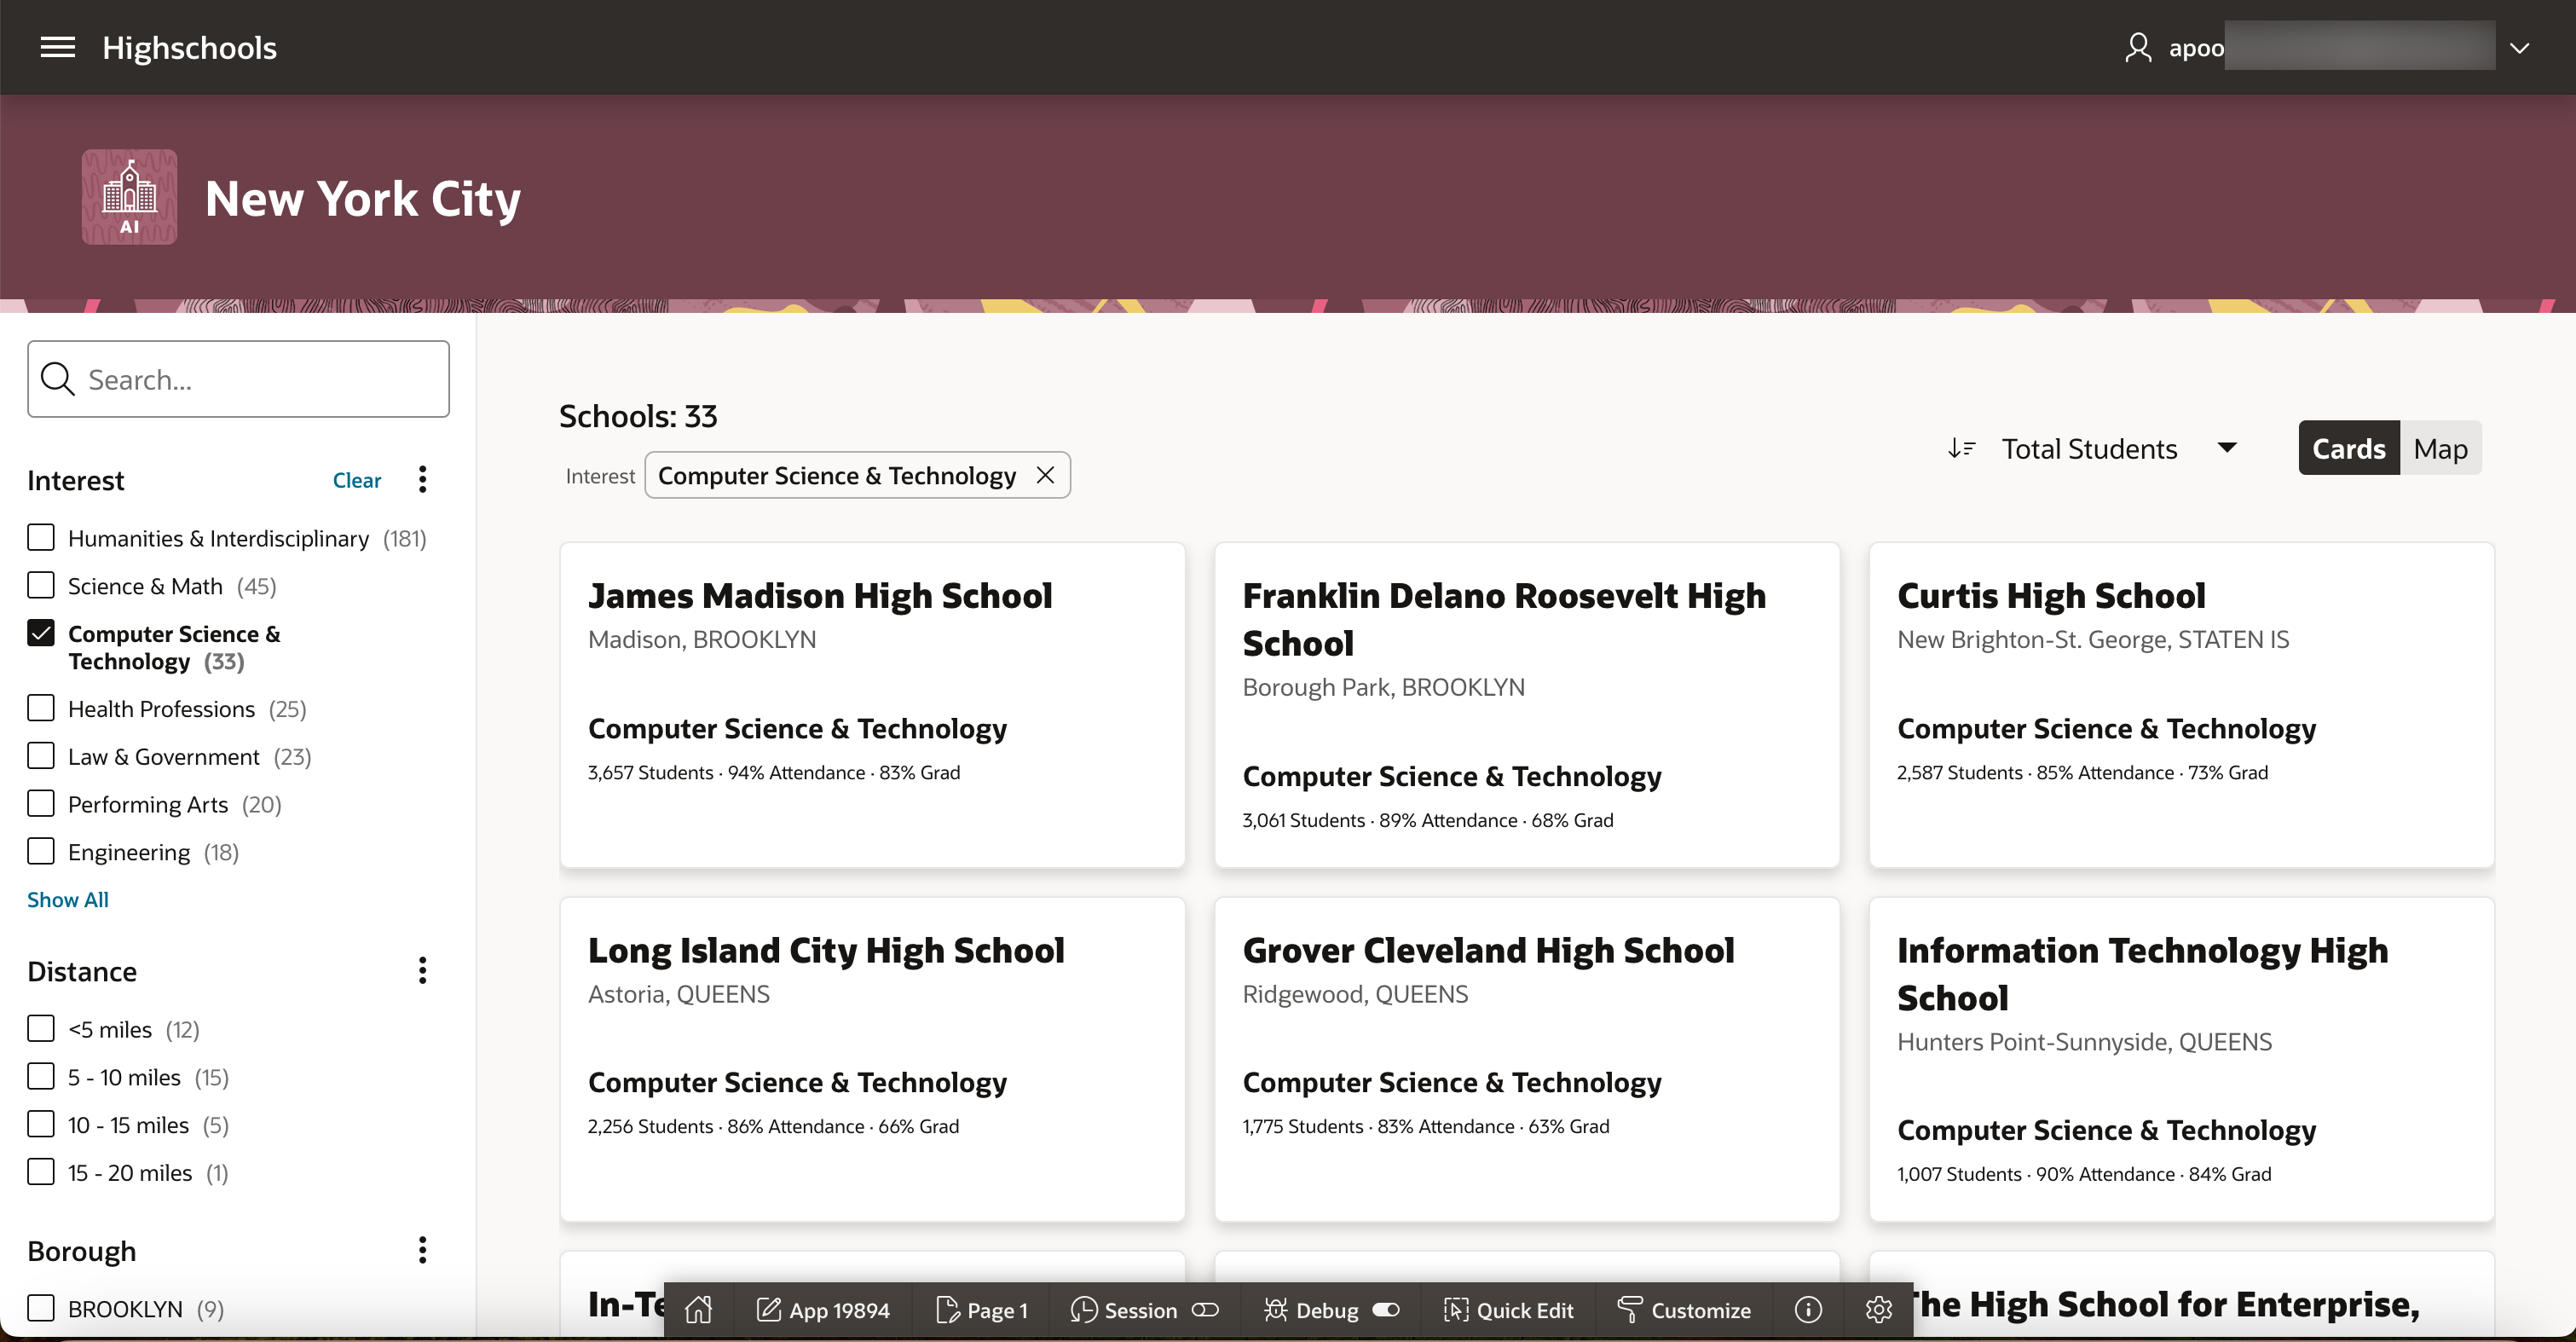 Highschools
apoo
AI
New York City
Search...
Interest
Clear
Humanities & Interdisciplinary (181)
Science & Math (45)
Computer Science &
Technology (33)
Health Professions (25)
Law & Government (23)
Performing Arts (20)
Engineering (18)
Show All
Distance
<5 miles (12)
5 - 10 miles (15)
10 - 15 miles (5)
15 - 20 miles (1)
Borough
BROOKLYN (9)
Schools: 33
Interest Computer Science & Technology
Total Students
Cards Map
James Madison High School
Madison, BROOKLYN
Computer Science & Technology
3,657 Students · 94% Attendance · 83% Grad
Franklin Delano Roosevelt High
School
Borough Park, BROOKLYN
Computer Science & Technology
3,061 Students · 89% Attendance · 68% Grad
Curtis High School
New Brighton-St. George, STATEN IS
Computer Science & Technology
2,587 Students · 85% Attendance · 73% Grad
Long Island City High School
Astoria, QUEENS
Computer Science & Technology
2,256 Students · 86% Attendance · 66% Grad
Grover Cleveland High School
Ridgewood, QUEENS
Computer Science & Technology
1,775 Students · 83% Attendance · 63% Grad
Information Technology High
School
Hunters Point-Sunnyside, QUEENS
Computer Science & Technology
1,007 Students · 90% Attendance · 84% Grad
In-Te
The High School for Enterprise,
App 19894
Page 1
Session
Debug
Quick Edit
Customize